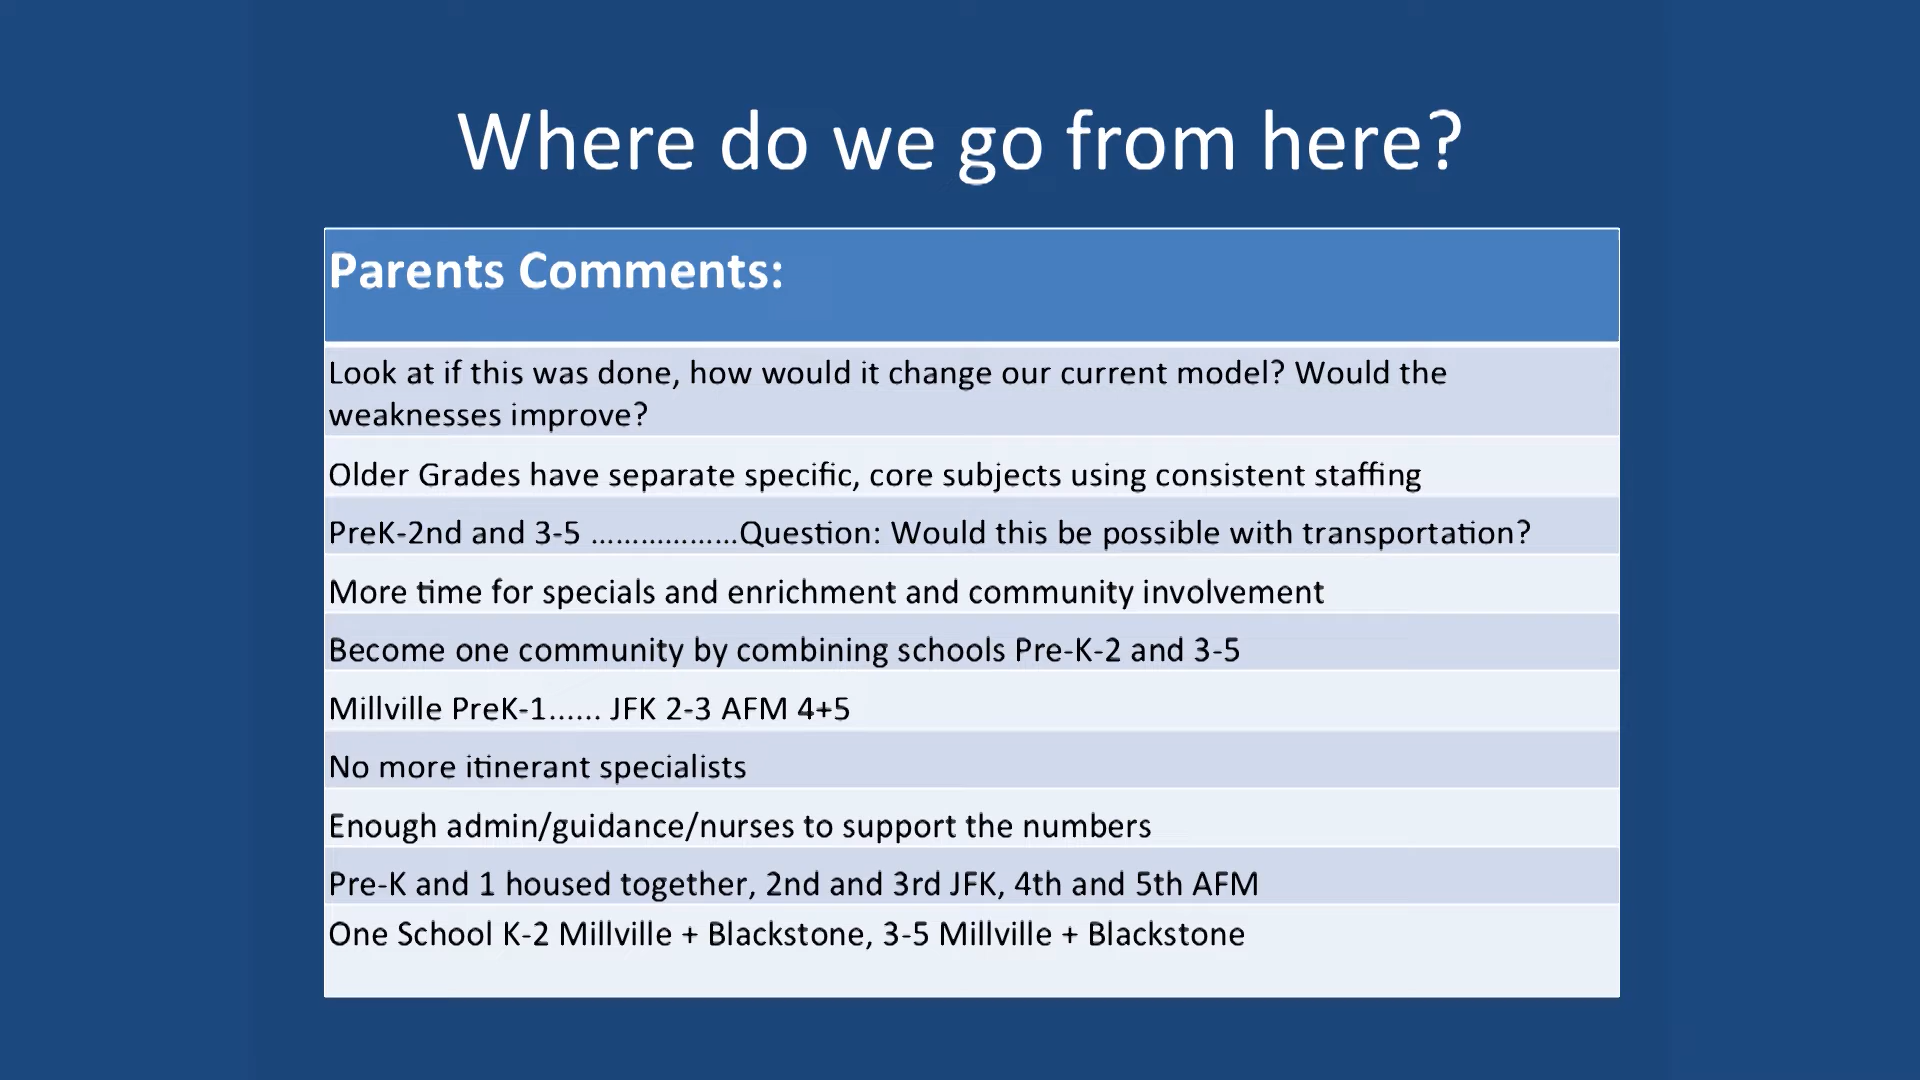 Where do we go from here?
Parents Comments:
Look at if this was done, how would it change our current model? Would the
weaknesses improve?
Older Grades have separate specific, core subjects using consistent staffing
PreK-2nd and 3-5 ..................Question: Would this be possible with transportation?
More time for specials and enrichment and community involvement
Become one community by combining schools Pre-K-2 and 3-5
Millville PreK-1...... JFK 2-3 AFM 4+5
No more itinerant specialists
Enough admin/guidance/nurses to support the numbers
Pre-K and 1 housed together, 2nd and 3rd JFK, 4th and 5th AFM
One School K-2 Millville + Blackstone, 3-5 Millville + Blackstone